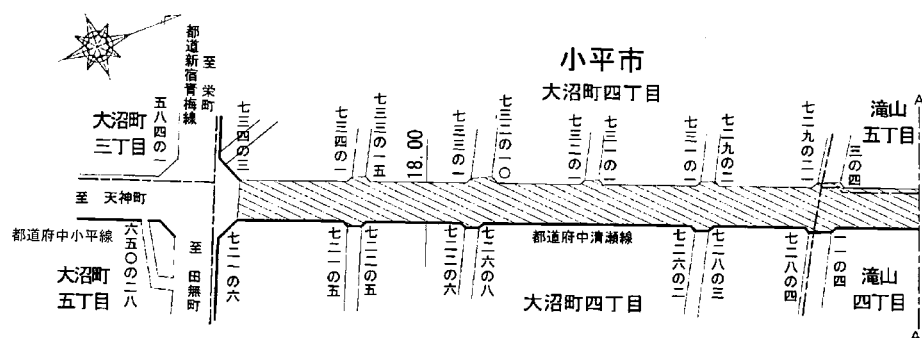 小平市
大沼町四丁目
滝山
五丁目
A
至 栄町
都道新宿青梅線
大沼町
三丁目
五八四の一
七三四の三
七三四の一
七三三の一五
18.00
七三三の一
七三二の一〇
七三二の一
七三一の一
七三一の一
七二九の二
七二九の二一
三の四
至 天神町
都道府中小平線
六五〇の二八
至 田無町
大沼町
五丁目
七二一の六
七二一の五
七二二の五
七二二の六
七二六の八
都道府中清瀬線
大沼町四丁目
七二六の二
七二八の三
七二八の四
一一の四
滝山
四丁目
A